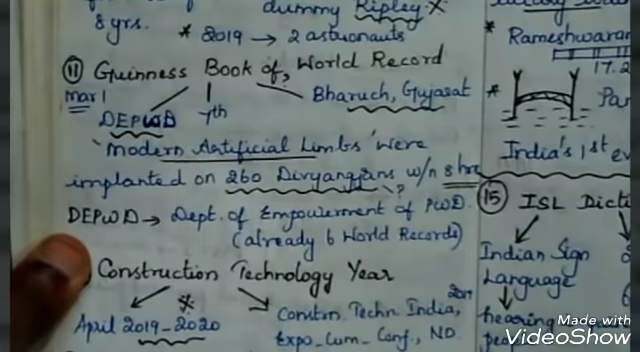 8 yrs.
dummy Ripley *
* 2019 → 2 astronauts
11 Guinness Book of, World Record
Mar 1
DEPWD 7th Bharuch, Gujarat
'Modern Artificial Limbs' were
implanted on 260 Divyangjans w/n 8 hrs
?
DEPWD → Dept. of Empowerment of PWD.
(already 6 World Records)
Construction Technology Year
*
April 2019-2020
Constrn. Techn. India, 2019
Expo-Cum-Conf., ND
* Rameshwaram
17.2
*
India's 1st
15 ISL Dicti
Indian Sign
Language
hearing
Made with
VideoShow